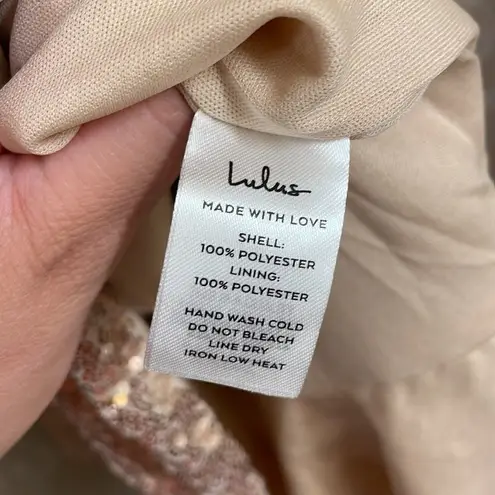 Lulus
MADE WITH LOVE
SHELL:
100% POLYESTER
LINING:
100% POLYESTER
HAND WASH COLD
DO NOT BLEACH
LINE DRY
IRON LOW HEAT